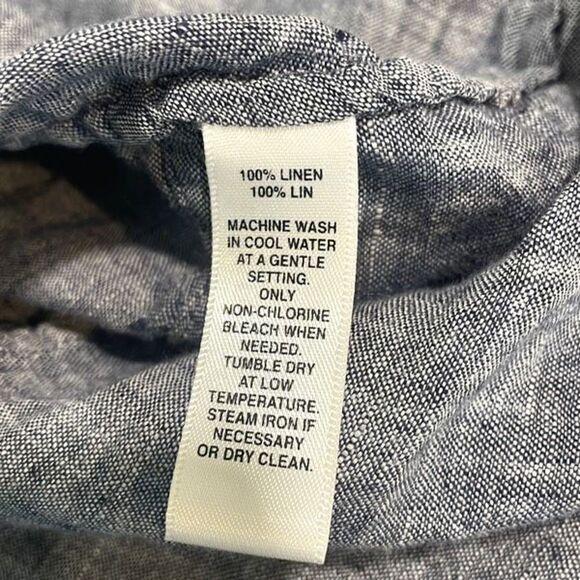 100% LINEN
100% LIN
MACHINE WASH
IN COOL WATER
AT A GENTLE
SETTING.
ONLY
NON-CHLORINE
BLEACH WHEN
NEEDED.
TUMBLE DRY
AT LOW
TEMPERATURE.
STEAM IRON IF
NECESSARY
OR DRY CLEAN.